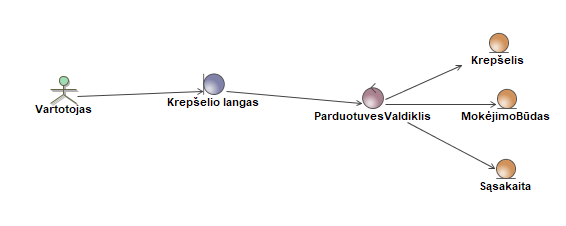 Krepšelis
Vartotojas
Krepšelio langas
ParduotuvesValdiklis
MokėjimoBūdas
Sąsakaita